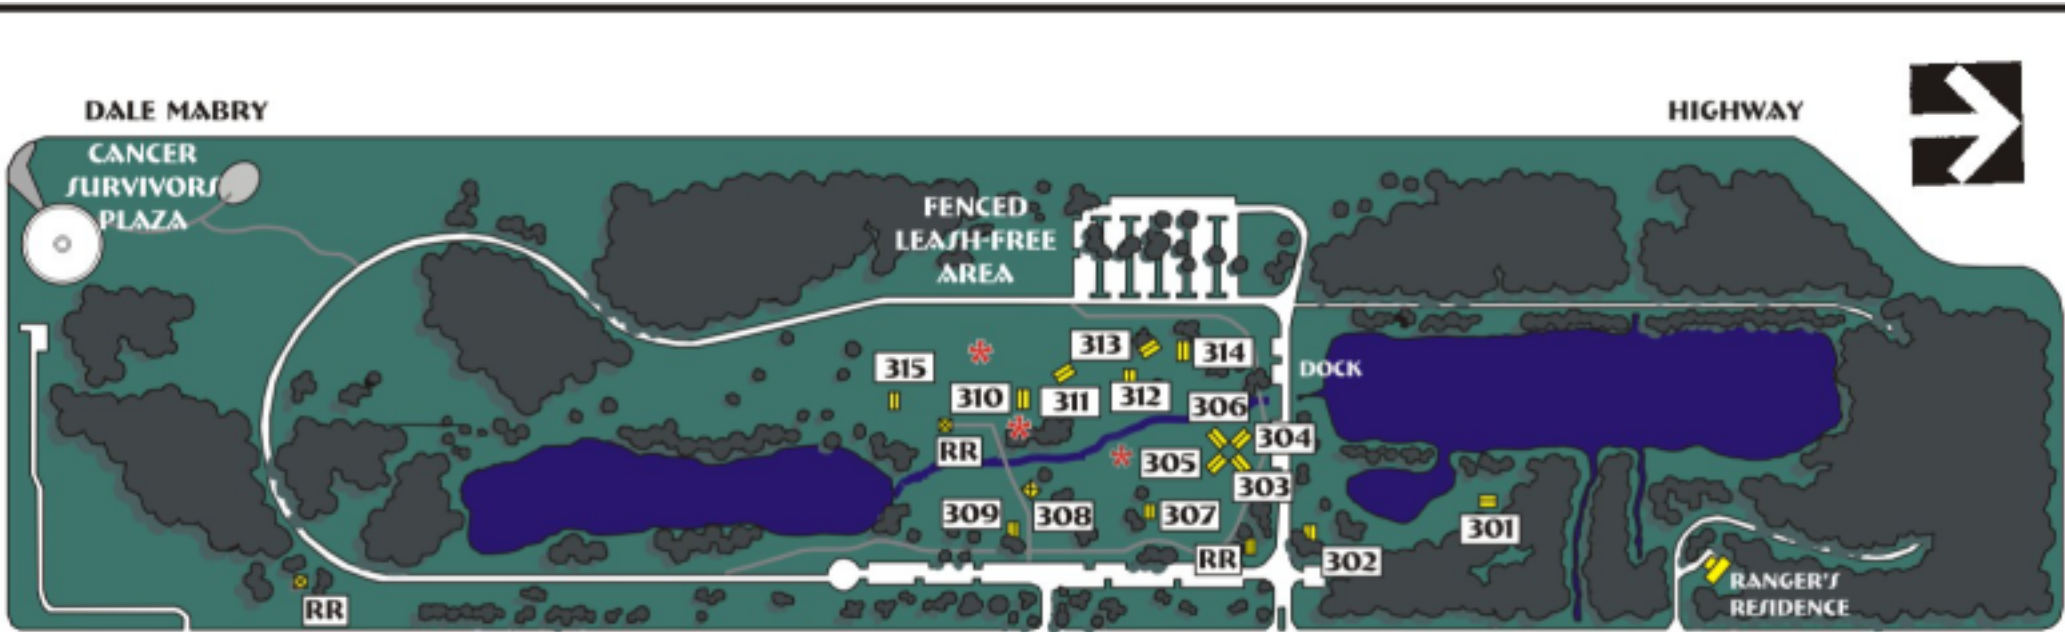 DALE MABRY
HIGHWAY
CANCER
SURVIVORS
PLAZA
FENCED
LEASH-FREE
AREA
313
314
315
310
311
312
306
DOCK
304
RR
305
303
309
308
307
301
RR
302
RR
RANGER'S
RESIDENCE